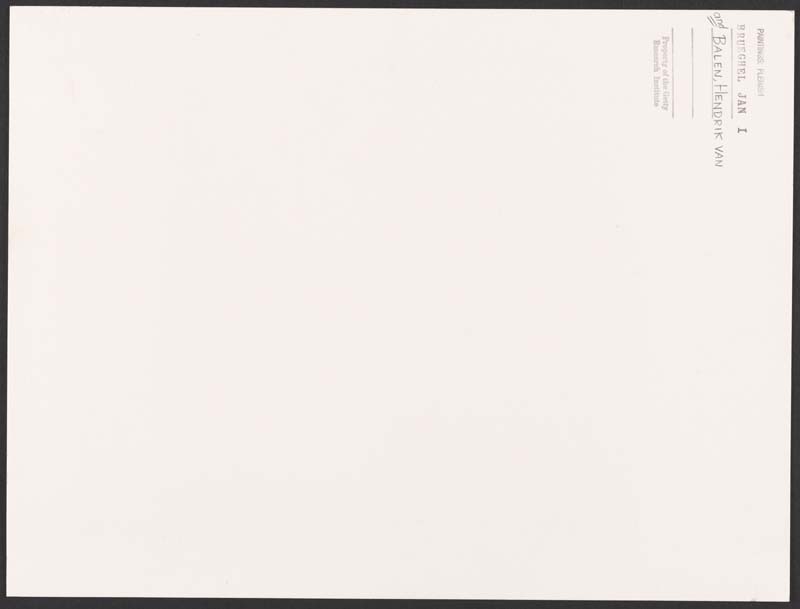 PAINTINGS: FLEMISH
BRUEGHEL, JAN I
and BALEN, HENDRIK VAN
Property of the Getty
Research Institute